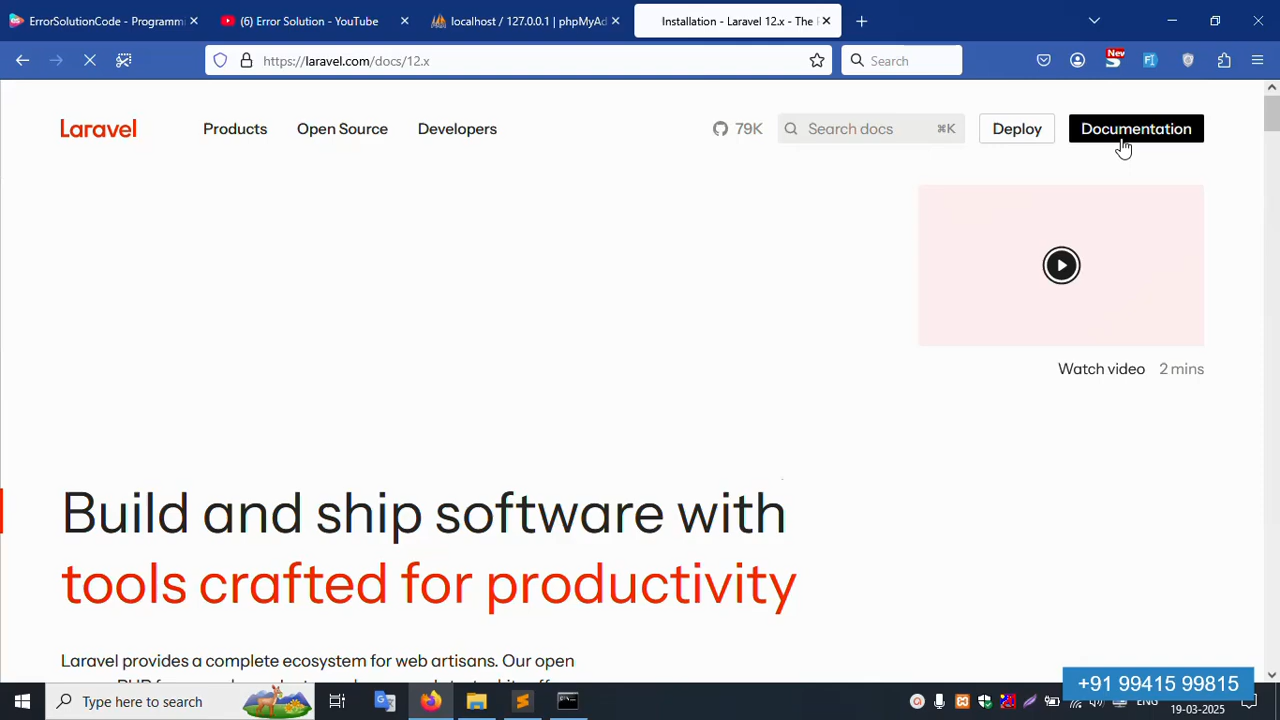 ErrorSolutionCode - Programmi
(6) Error Solution - YouTube
localhost / 127.0.0.1 | phpMyAd
Installation - Laravel 12.x - The
https://laravel.com/docs/12.x
Search
New
Laravel
Products
Open Source
Developers
79K
Search docs
⌘K
Deploy
Documentation
Watch video 2 mins
Build and ship software with
tools crafted for productivity
Laravel provides a complete ecosystem for web artisans. Our open
+91 99415 99815
Type here to search
ENG
19-03-2025